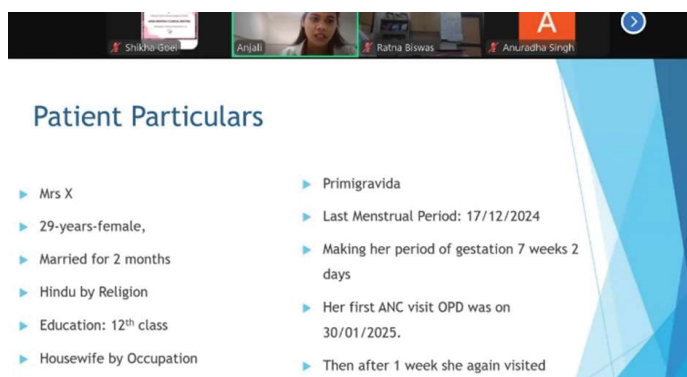 Shikha Goel
Anjali
Ratna Biswas
A
Anuradha Singh
Patient Particulars
Mrs X
29-years-female,
Married for 2 months
Hindu by Religion
Education: 12th class
Housewife by Occupation
Primigravida
Last Menstrual Period: 17/12/2024
Making her period of gestation 7 weeks 2
days
Her first ANC visit OPD was on
30/01/2025.
Then after 1 week she again visited